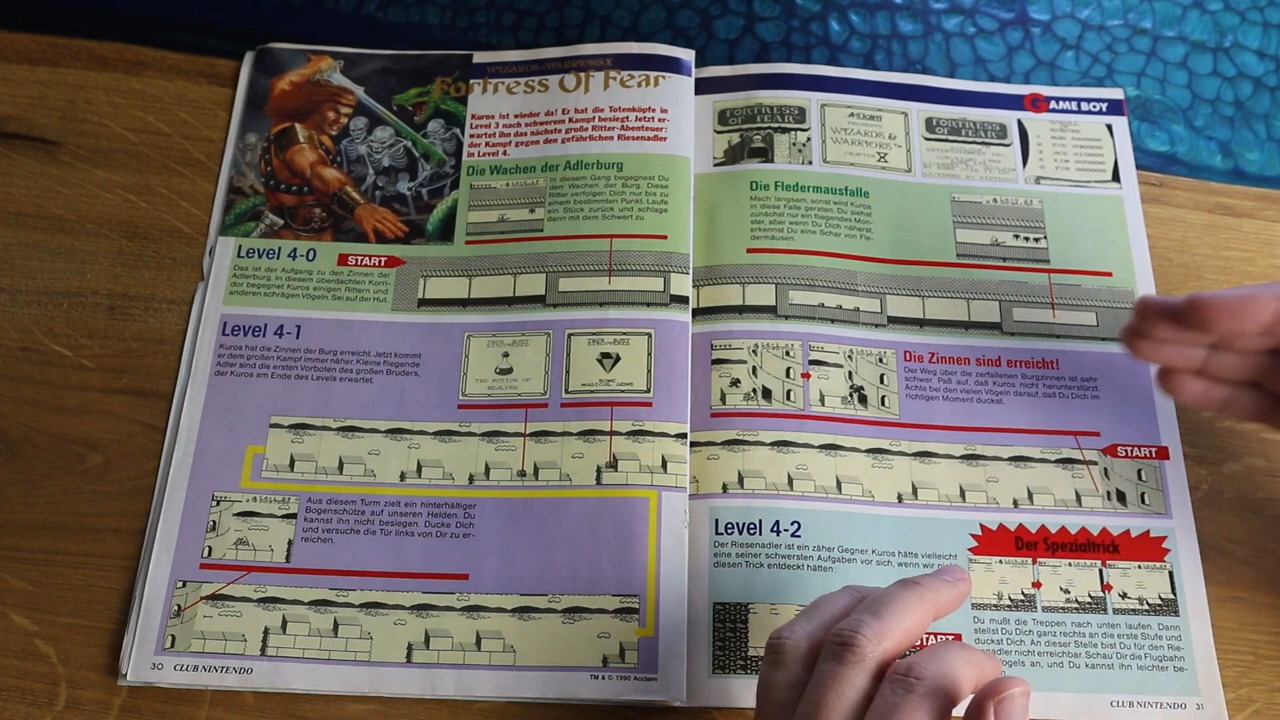 WIZARDS & WARRIORS X
Fortress Of Fear
Kuros ist wieder da! Er hat die Totenköpfe in
Level 3 nach schwerem Kampf besiegt. Jetzt er-
wartet ihn das nächste große Ritter-Abenteuer:
der Kampf gegen den gefährlichen Riesenadler
in Level 4.
Die Wachen der Adlerburg
In diesem Gang begegnest Du
den Wachen der Burg. Diese
Ritter verfolgen Dich nur bis zu
einem bestimmten Punkt. Laufe
ein Stück zurück und schlage
dann mit dem Schwert zu.
Level 4-0
START
Das ist der Aufgang zu den Zinnen der
Adlerburg. In diesem überdachten Korri-
dor begegnet Kuros einigen Rittern und
anderen schrägen Vögeln. Sei auf der Hut.
Level 4-1
Kuros hat die Zinnen der Burg erreicht. Jetzt kommt
er dem großen Kampf immer näher. Kleine fliegende
Adler sind die ersten Vorboten des großen Bruders,
der Kuros am Ende des Levels erwartet.
THE POTION OF
HEALING
MAGICAL GEMS
Aus diesem Turm zielt ein hinterhältiger
Bogenschütze auf unseren Helden. Du
kannst ihn nicht besiegen. Ducke Dich
und versuche die Tür links von Dir zu er-
reichen.
30 CLUB NINTENDO
TM & © 1990 Acclaim
GAME BOY
FORTRESS
OF FEAR
Acclaim
PRESENTS
WIZARDS &
WARRIORS
CHAPTER
X
FORTRESS
OF FEAR
Die Fledermausfalle
Mach' langsam, sonst wird Kuros
in diese Falle geraten. Du siehst
zunächst nur ein fliegendes Mon-
ster, aber wenn Du Dich näherst,
erkennst Du eine Schar von Fle-
dermäusen.
Die Zinnen sind erreicht!
Der Weg über die zerfallenen Burgzinnen ist sehr
schwer. Paß auf, daß Kuros nicht herunterstürzt.
Achte bei den vielen Vögeln darauf, daß Du Dich im
richtigen Moment duckst.
START
Level 4-2
Der Riesenadler ist ein zäher Gegner. Kuros hätte vielleicht
eine seiner schwersten Aufgaben vor sich, wenn wir nicht
diesen Trick entdeckt hätten:
Der Spezialtrick
START
Du mußt die Treppen nach unten laufen. Dann
stellst Du Dich ganz rechts an die erste Stufe und
duckst Dich. An dieser Stelle bist Du für den Rie-
senadler nicht erreichbar. Schau' Dir die Flugbahn
Vogels an, und Du kannst ihn leichter be-
CLUB NINTENDO 31